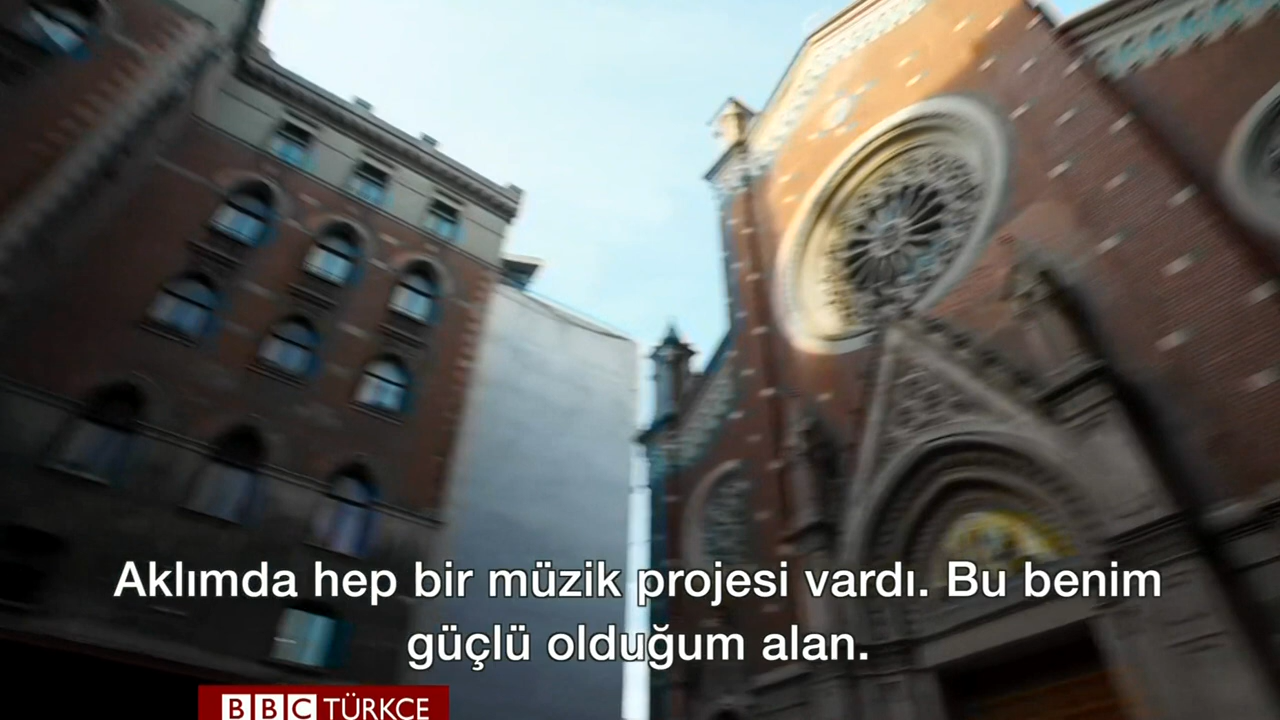 Aklımda hep bir müzik projesi vardı. Bu benim
güçlü olduğum alan.
BBC TÜRKÇE